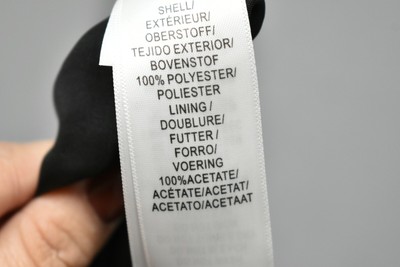 SHELL/
EXTÉRIEUR/
OBERSTOFF/
TEJIDO EXTERIOR/
BOVENSTOF
100% POLYESTER/
POLIESTER
LINING/
DOUBLURE/
FUTTER/
FORRO/
VOERING
100%ACETATE/
ACÉTATE/ACETAT/
ACETATO/ACETAAT